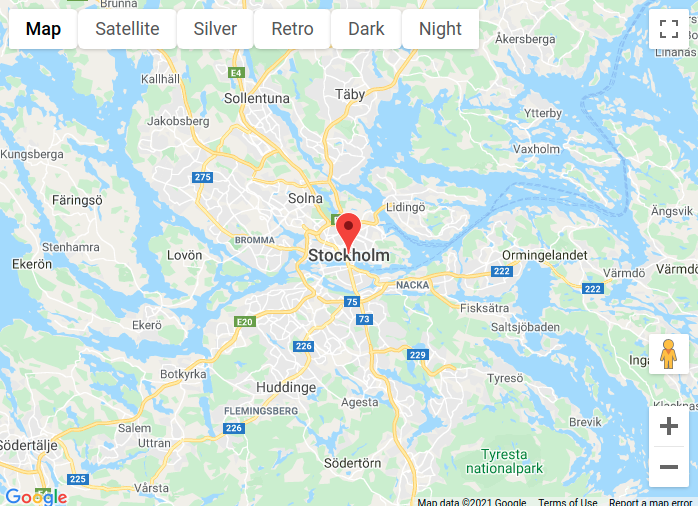 Brunna
Map Satellite Silver Retro Dark Night
Åkersberga
E4
Kallhäll
Sollentuna
Täby
Ytterby
Jakobsberg
Vaxholm
Kungsberga
275
Solna
Färingsö
Lidingö
Ängsvik
Stenhamra
BROMMA
Ekerön
Lovön
Stockholm
Ormingelandet
222
Värmdö
Värmdö
NACKA
222
75
Fisksätra
Ekerö
E20
73
Saltsjöbaden
226
229
Botkyrka
Huddinge
Tyresö
FLEMINGSBERG
Agesta
Salem
226
Brevik
Uttran
Södertälje
Södertörn
Tyresta
nationalpark
225
Vårsta
Google
Map data ©2021 Google Terms of Use Report a map error